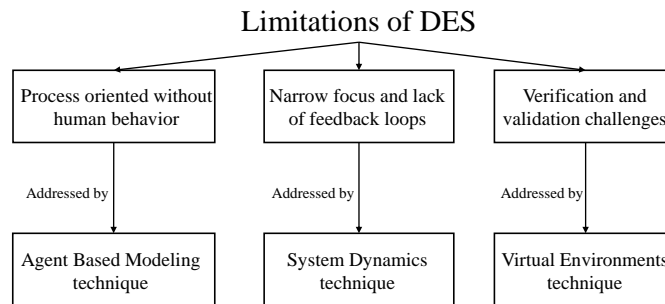 Limitations of DES
Process oriented without
human behavior
Narrow focus and lack
of feedback loops
Verification and
validation challenges
Addressed by
Addressed by
Addressed by
Agent Based Modeling
technique
System Dynamics
technique
Virtual Environments
technique